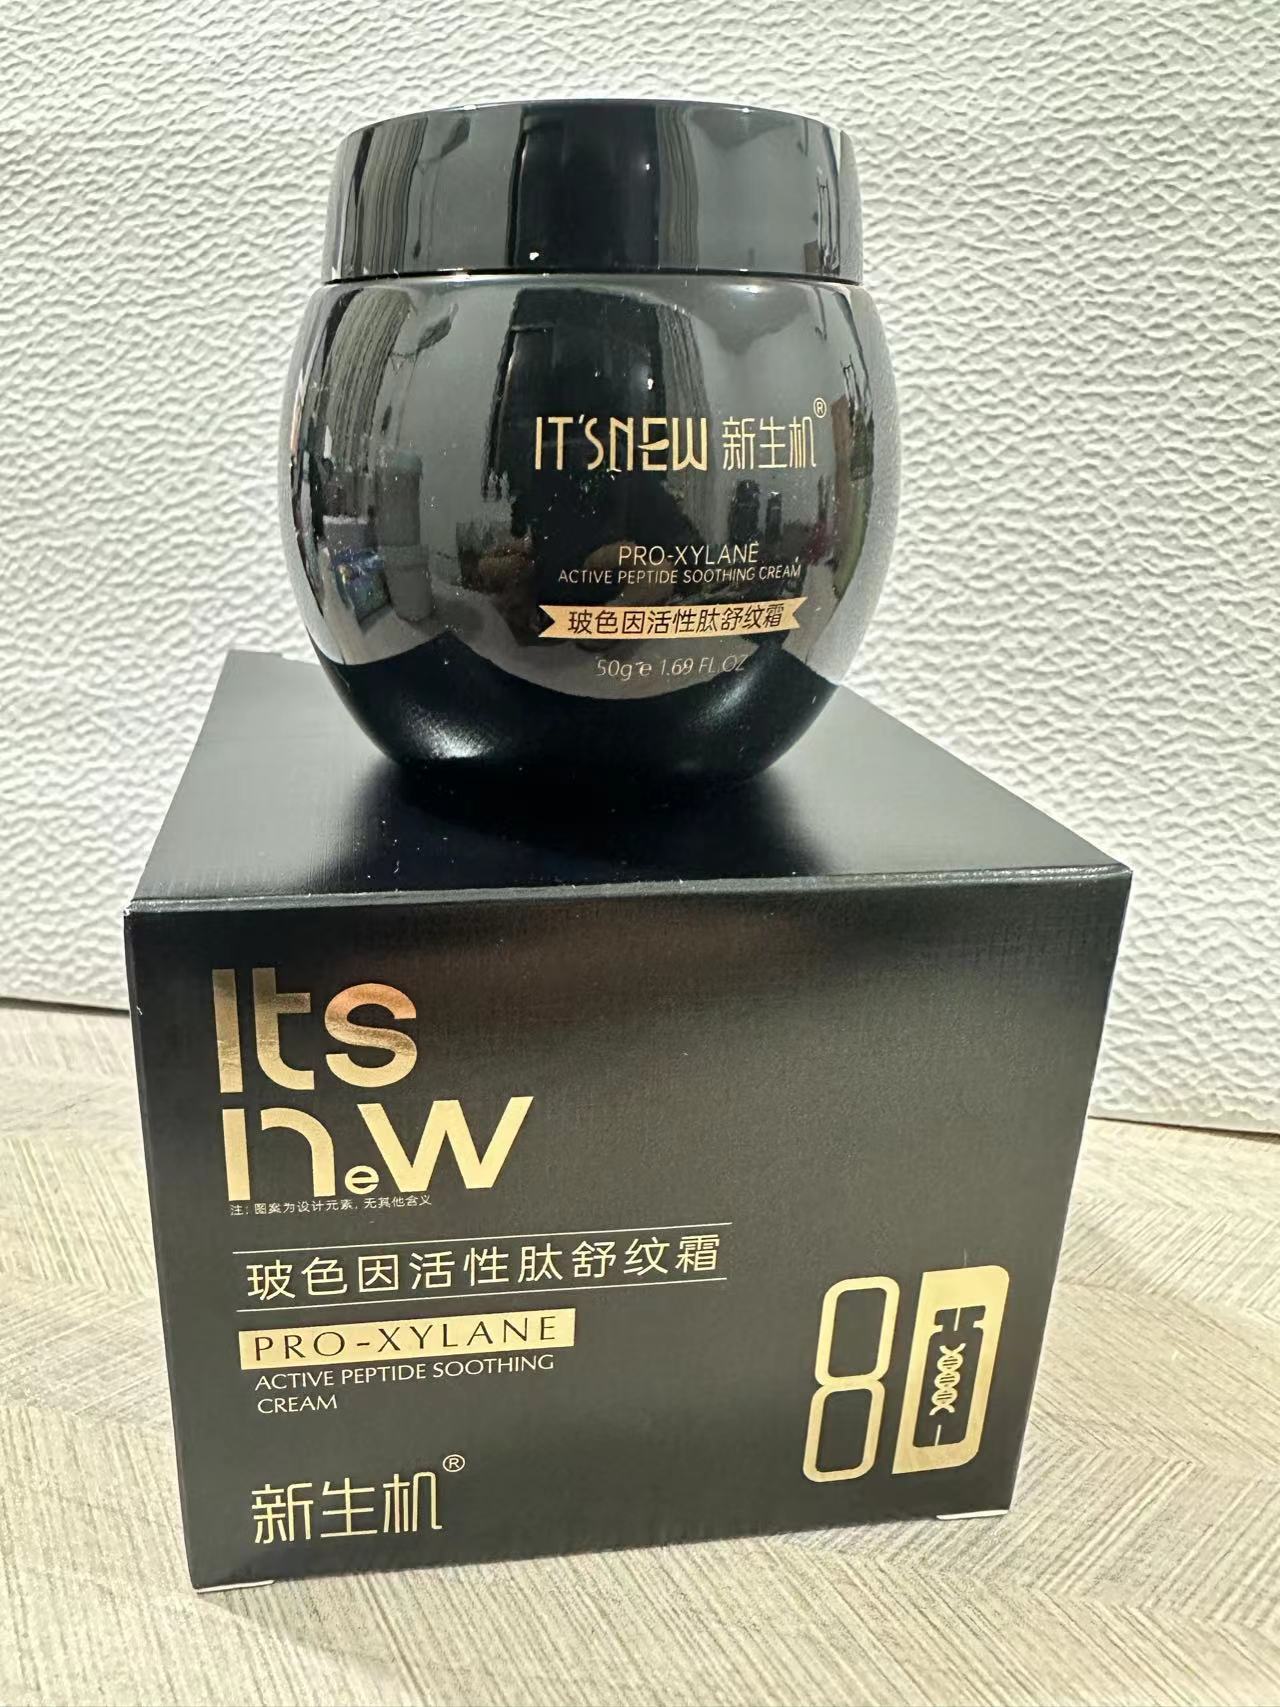 IT'SNEW 新生机®
PRO-XYLANE
ACTIVE PEPTIDE SOOTHING CREAM
玻色因活性肽舒纹霜
50g e 1.69 FL.OZ
Its
new
注：图案为设计元素，无其他含义
玻色因活性肽舒纹霜
PRO-XYLANE
ACTIVE PEPTIDE SOOTHING
CREAM
新生机®